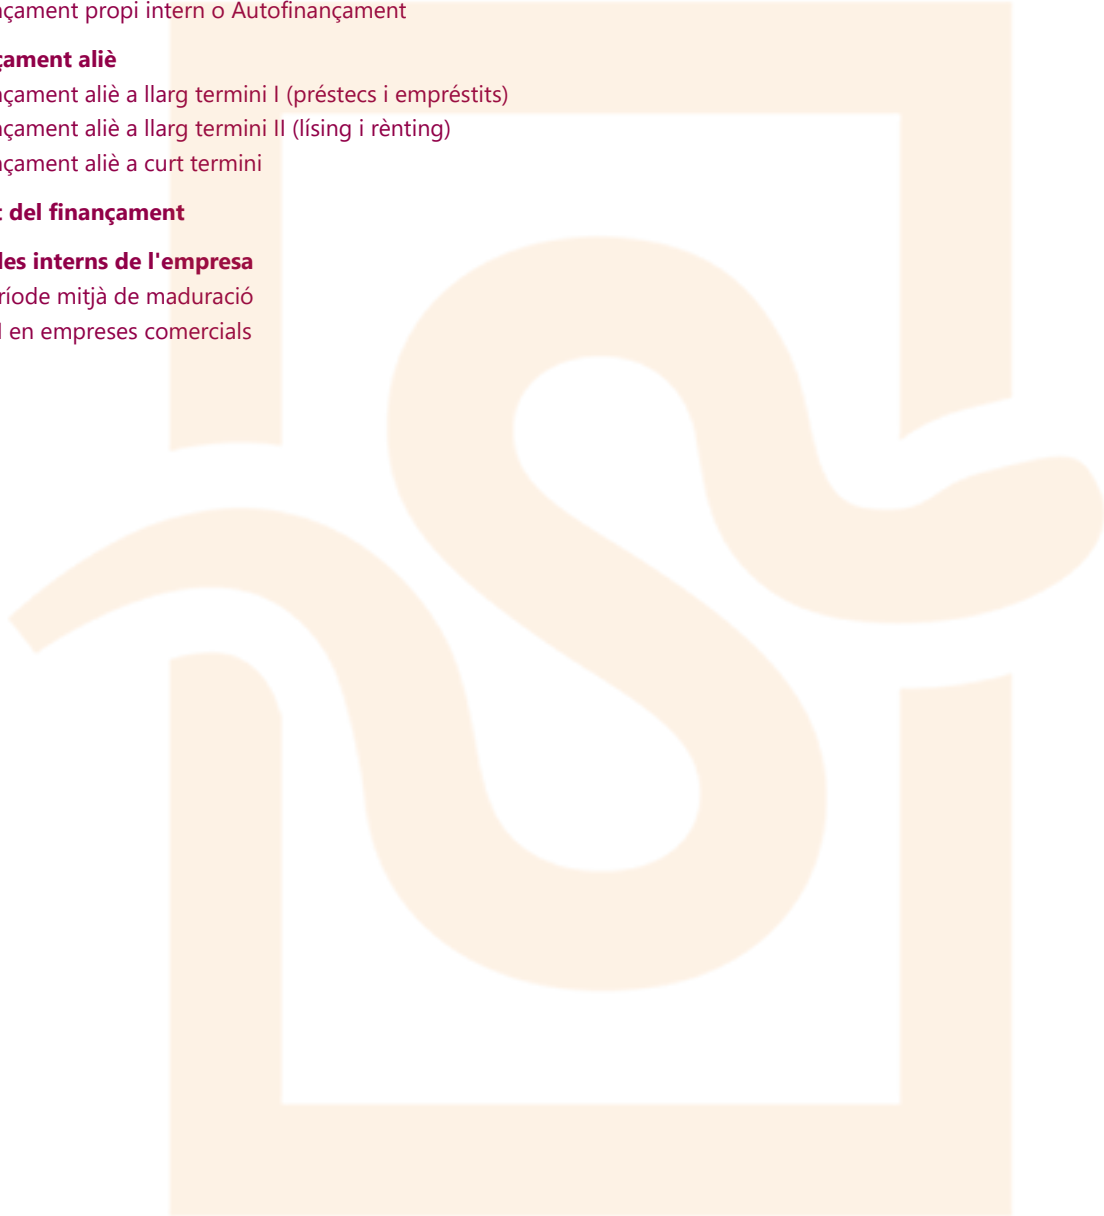 nçament propi intern o Autofinançament
çament aliè
nçament aliè a llarg termini I (préstecs i empréstits)
nçament aliè a llarg termini II (lísing i rènting)
nçament aliè a curt termini
t del finançament
les interns de l'empresa
ríode mitjà de maduració
en empreses comercials